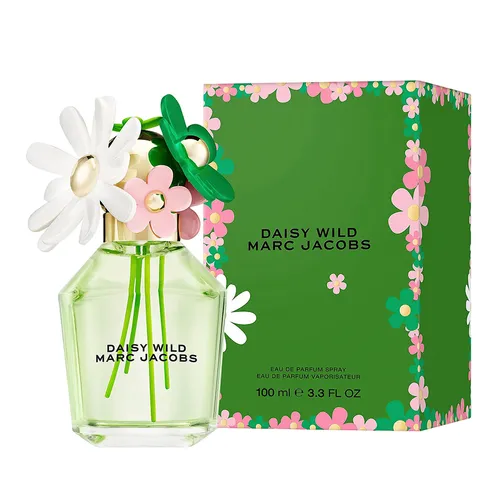 DAISY WILD
MARC JACOBS
DAISY WILD
MARC JACOBS
EAU DE PARFUM SPRAY
EAU DE PARFUM VAPORISATEUR
100 ml e 3.3 FL OZ